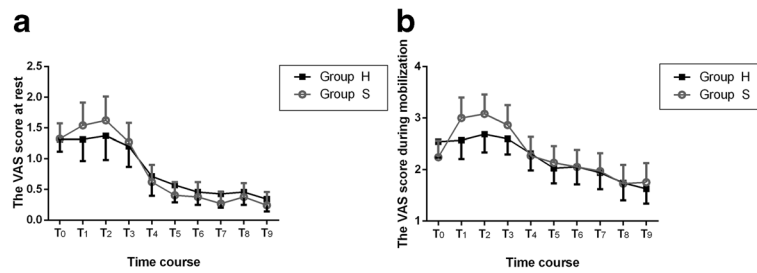 a
The VAS score at rest
2.5
2.0
1.5
1.0
0.5
0.0
T0 T1 T2 T3 T4 T5 T6 T7 T8 T9
Time course
Group H
Group S
b
The VAS score during mobilization
4
3
2
1
T0 T1 T2 T3 T4 T5 T6 T7 T8 T9
Time course
Group H
Group S